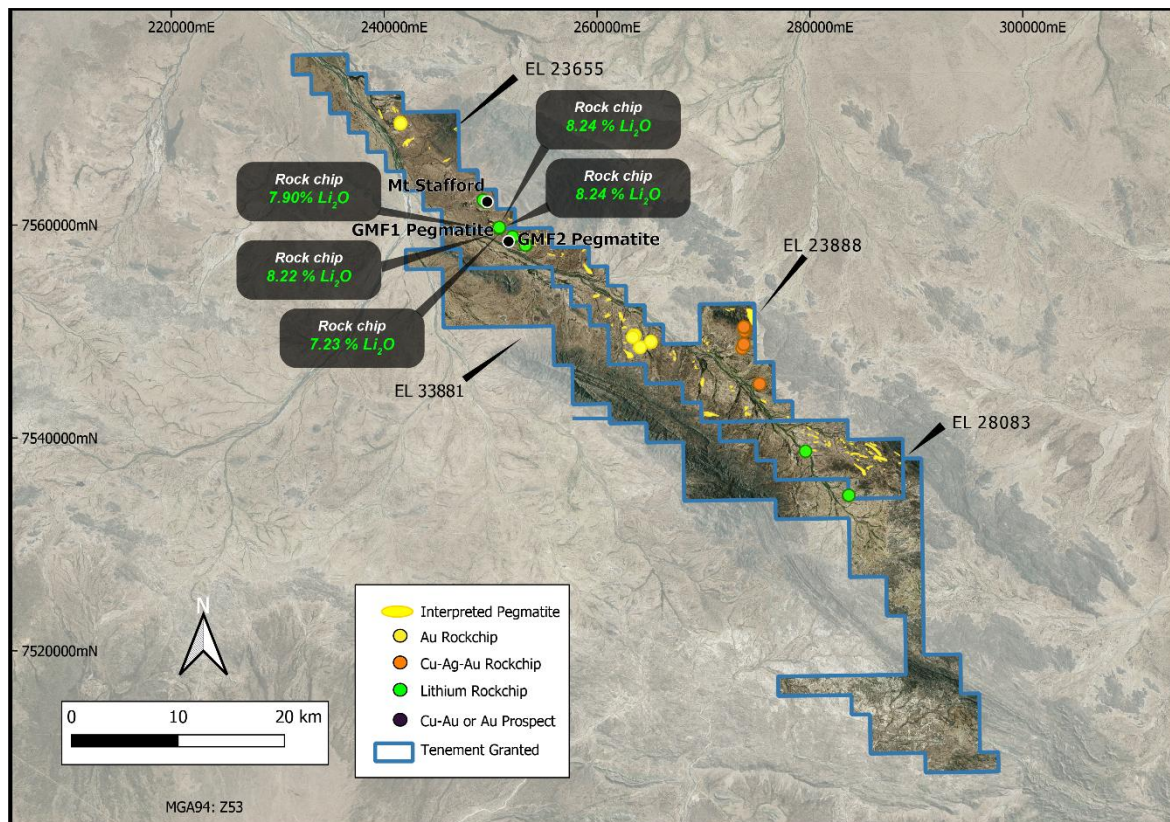 220000mE
240000mE
260000mE
280000mE
300000mE
EL 23655
Rock chip
8.24 % Li₂O
Rock chip
7.90% Li₂O
Mt Stafford
Rock chip
8.24 % Li₂O
7560000mN
GMF1 Pegmatite
GMF2 Pegmatite
EL 23888
Rock chip
8.22 % Li₂O
Rock chip
7.23 % Li₂O
EL 33881
EL 28083
7540000mN
N
Interpreted Pegmatite
Au Rockchip
Cu-Ag-Au Rockchip
Lithium Rockchip
Cu-Au or Au Prospect
Tenement Granted
7520000mN
0 10 20 km
MGA94: Z53